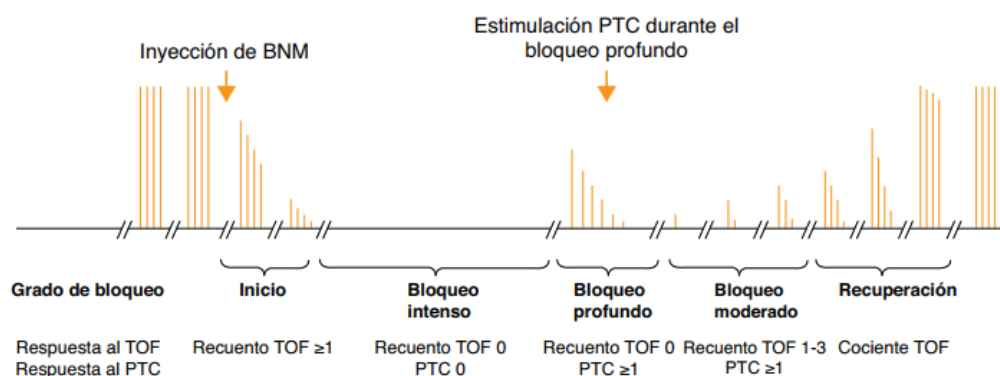 Estimulación PTC durante el
bloqueo profundo
Inyección de BNM
Grado de bloqueo
Inicio
Bloqueo
intenso
Bloqueo
profundo
Bloqueo
moderado
Recuperación
Respuesta al TOF
Respuesta al PTC
Recuento TOF ≥1
Recuento TOF 0
PTC 0
Recuento TOF 0
PTC ≥1
Recuento TOF 1-3
PTC ≥1
Cociente TOF